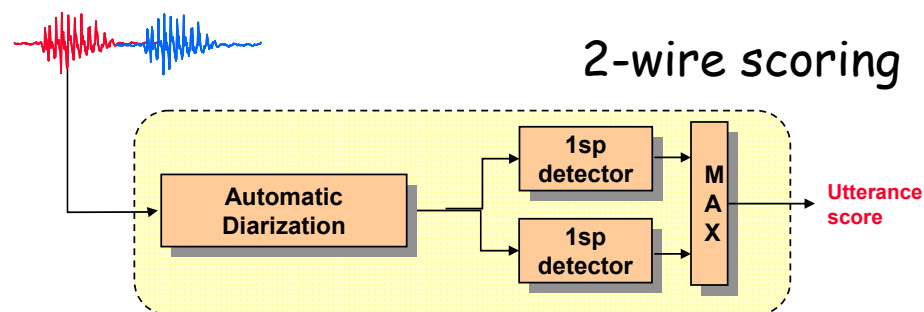 2-wire scoring
Automatic
Diarization
1sp
detector
1sp
detector
M
A
X
Utterance
score